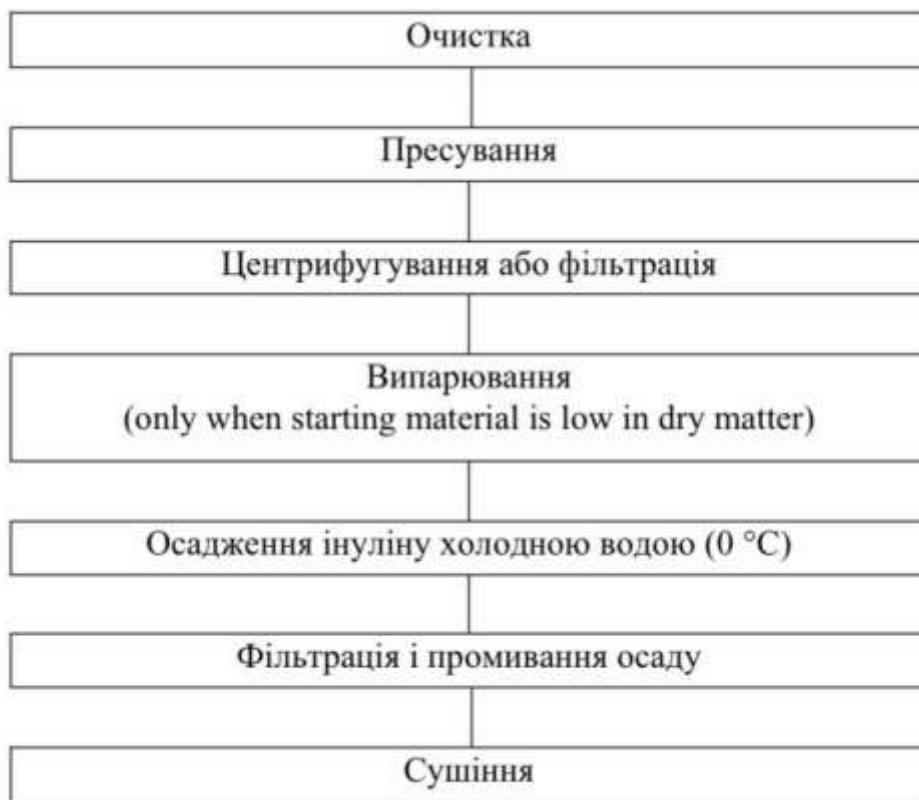 Очистка
Пресування
Центрифугування або фільтрація
Випарювання
(only when starting material is low in dry matter)
Осадження інуліну холодною водою (0 °C)
Фільтрація і промивання осаду
Сушіння